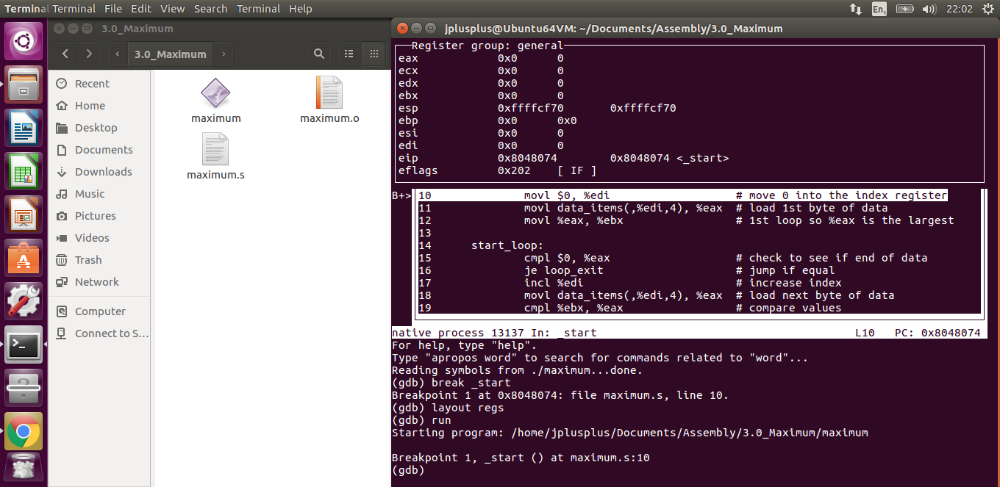 Terminal Terminal File Edit View Search Terminal Help En₁ 22:02
3.0_Maximum
3.0_Maximum
Recent
Home
Desktop
Documents
Downloads
Music
Pictures
Videos
Trash
Network
Computer
Connect to S...
maximum
maximum.o
maximum.s
jplusplus@Ubuntu64VM: ~/Documents/Assembly/3.0_Maximum
Register group: general
eax 0x0 0
ecx 0x0 0
edx 0x0 0
ebx 0x0 0
esp 0xffffcf70 0xffffcf70
ebp 0x0 0x0
esi 0x0 0
edi 0x0 0
eip 0x8048074 0x8048074 <_start>
eflags 0x202 [ IF ]
B+> 10 movl $0, %edi # move 0 into the index register
11 movl data_items(,%edi,4), %eax # load 1st byte of data
12 movl %eax, %ebx # 1st loop so %eax is the largest
13
14 start_loop:
15 cmpl $0, %eax # check to see if end of data
16 je loop_exit # jump if equal
17 incl %edi # increase index
18 movl data_items(,%edi,4), %eax # load next byte of data
19 cmpl %ebx, %eax # compare values
native process 13137 In: _start L10 PC: 0x8048074
For help, type "help".
Type "apropos word" to search for commands related to "word"...
Reading symbols from ./maximum...done.
(gdb) break _start
Breakpoint 1 at 0x8048074: file maximum.s, line 10.
(gdb) layout regs
(gdb) run
Starting program: /home/jplusplus/Documents/Assembly/3.0_Maximum/maximum
Breakpoint 1, _start () at maximum.s:10
(gdb)